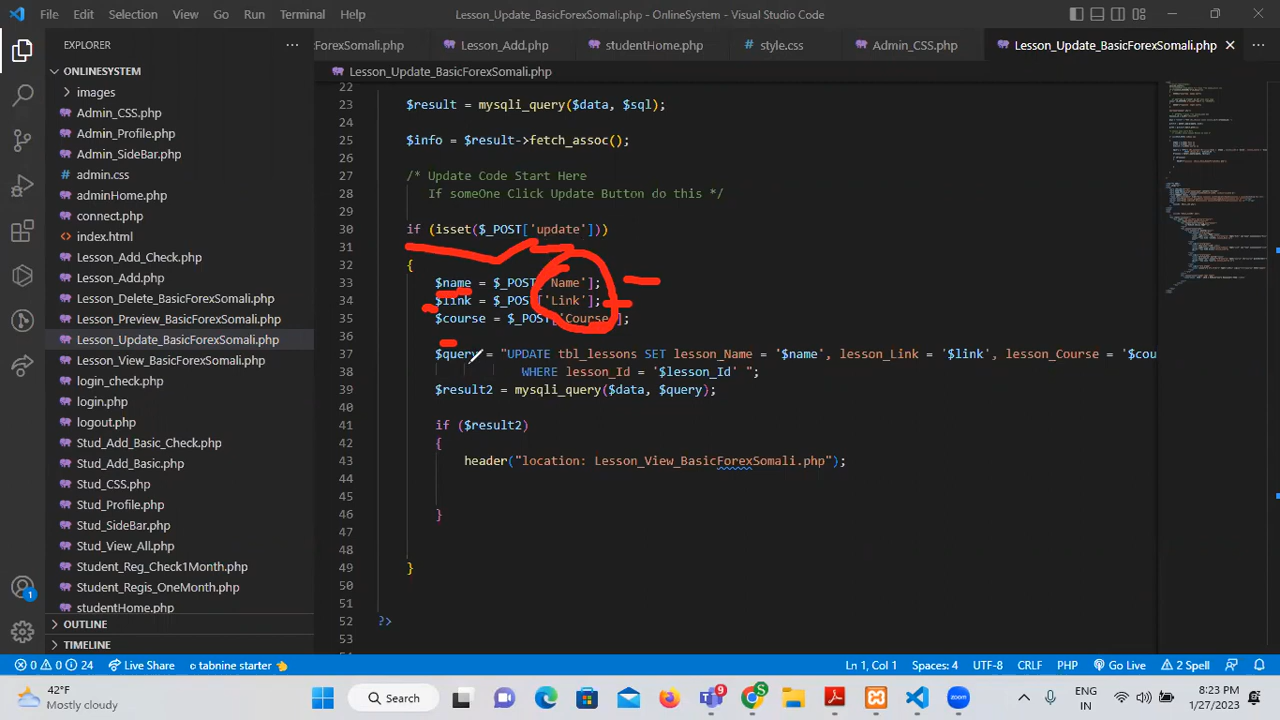 File Edit Selection View Go Run Terminal Help
Lesson_Update_BasicForexSomali.php - OnlineSystem - Visual Studio Code
EXPLORER
ForexSomali.php Lesson_Add.php studentHome.php style.css Admin_CSS.php Lesson_Update_BasicForexSomali.php
ONLINESYSTEM
Lesson_Update_BasicForexSomali.php
images
Admin_CSS.php
Admin_Profile.php
Admin_SideBar.php
admin.css
adminHome.php
connect.php
index.html
Lesson_Add_Check.php
Lesson_Add.php
Lesson_Delete_BasicForexSomali.php
Lesson_Preview_BasicForexSomali.php
Lesson_Update_BasicForexSomali.php
Lesson_View_BasicForexSomali.php
login_check.php
login.php
logout.php
Stud_Add_Basic_Check.php
Stud_Add_Basic.php
Stud_CSS.php
Stud_Profile.php
Stud_SideBar.php
Stud_View_All.php
Student_Reg_Check1Month.php
Student_Regis_OneMonth.php
studentHome.php
OUTLINE
TIMELINE
22
23 $result = mysqli_query($data, $sql);
24
25 $info = $result->fetch_assoc();
26
27 /* Update Code Start Here
28 If someOne Click Update Button do this */
29
30 if (isset($_POST['update']))
31
32 {
33 $name = Name'];
34 $link = $_POST['Link'];
35 $course = $_POST['Course'];
36
37 $query = "UPDATE tbl_lessons SET lesson_Name = '$name', lesson_Link = '$link', lesson_Course = '$cou
38 WHERE lesson_Id = '$lesson_Id' ";
39 $result2 = mysqli_query($data, $query);
40
41 if ($result2)
42 {
43 header("location: Lesson_View_BasicForexSomali.php");
44
45
46 }
47
48
49 }
50
51
52 ?>
53
0 0 24 Live Share tabnine starter Ln 1, Col 1 Spaces: 4 UTF-8 CRLF PHP Go Live 2 Spell
42°F
Mostly cloudy
Search
9
S
zoom
ENG
IN
8:23 PM
1/27/2023